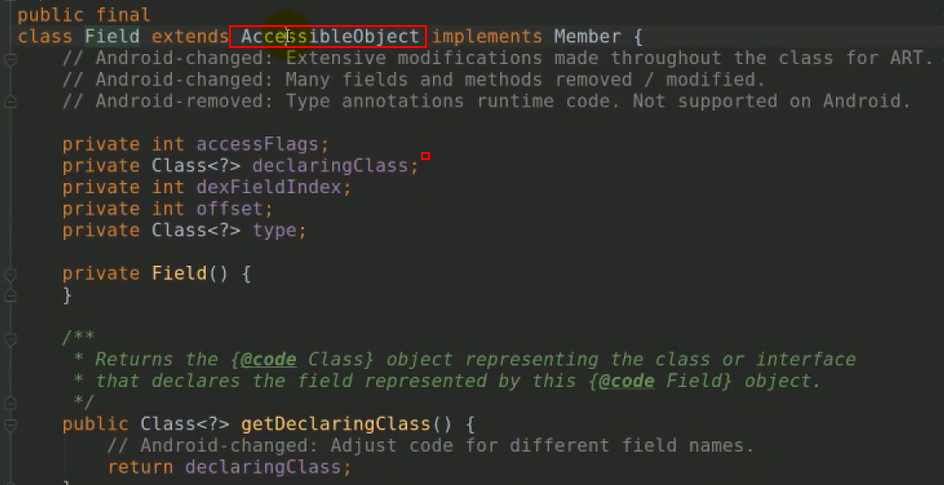 public final
class Field extends AccessibleObject implements Member {
// Android-changed: Extensive modifications made throughout the class for ART.
// Android-changed: Many fields and methods removed / modified.
// Android-removed: Type annotations runtime code. Not supported on Android.
private int accessFlags;
private Class<?> declaringClass;
private int dexFieldIndex;
private int offset;
private Class<?> type;
private Field() {
}
/**
* Returns the {@code Class} object representing the class or interface
* that declares the field represented by this {@code Field} object.
*/
public Class<?> getDeclaringClass() {
// Android-changed: Adjust code for different field names.
return declaringClass;
}